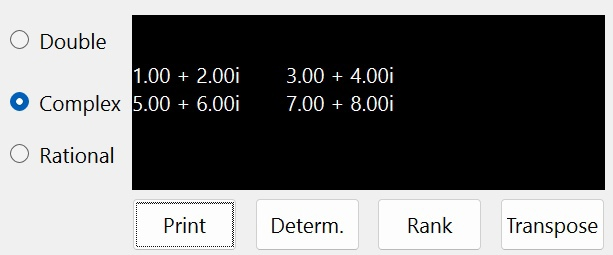 Double
1.00 + 2.00i 3.00 + 4.00i
Complex 5.00 + 6.00i 7.00 + 8.00i
Rational
Print Determ. Rank Transpose